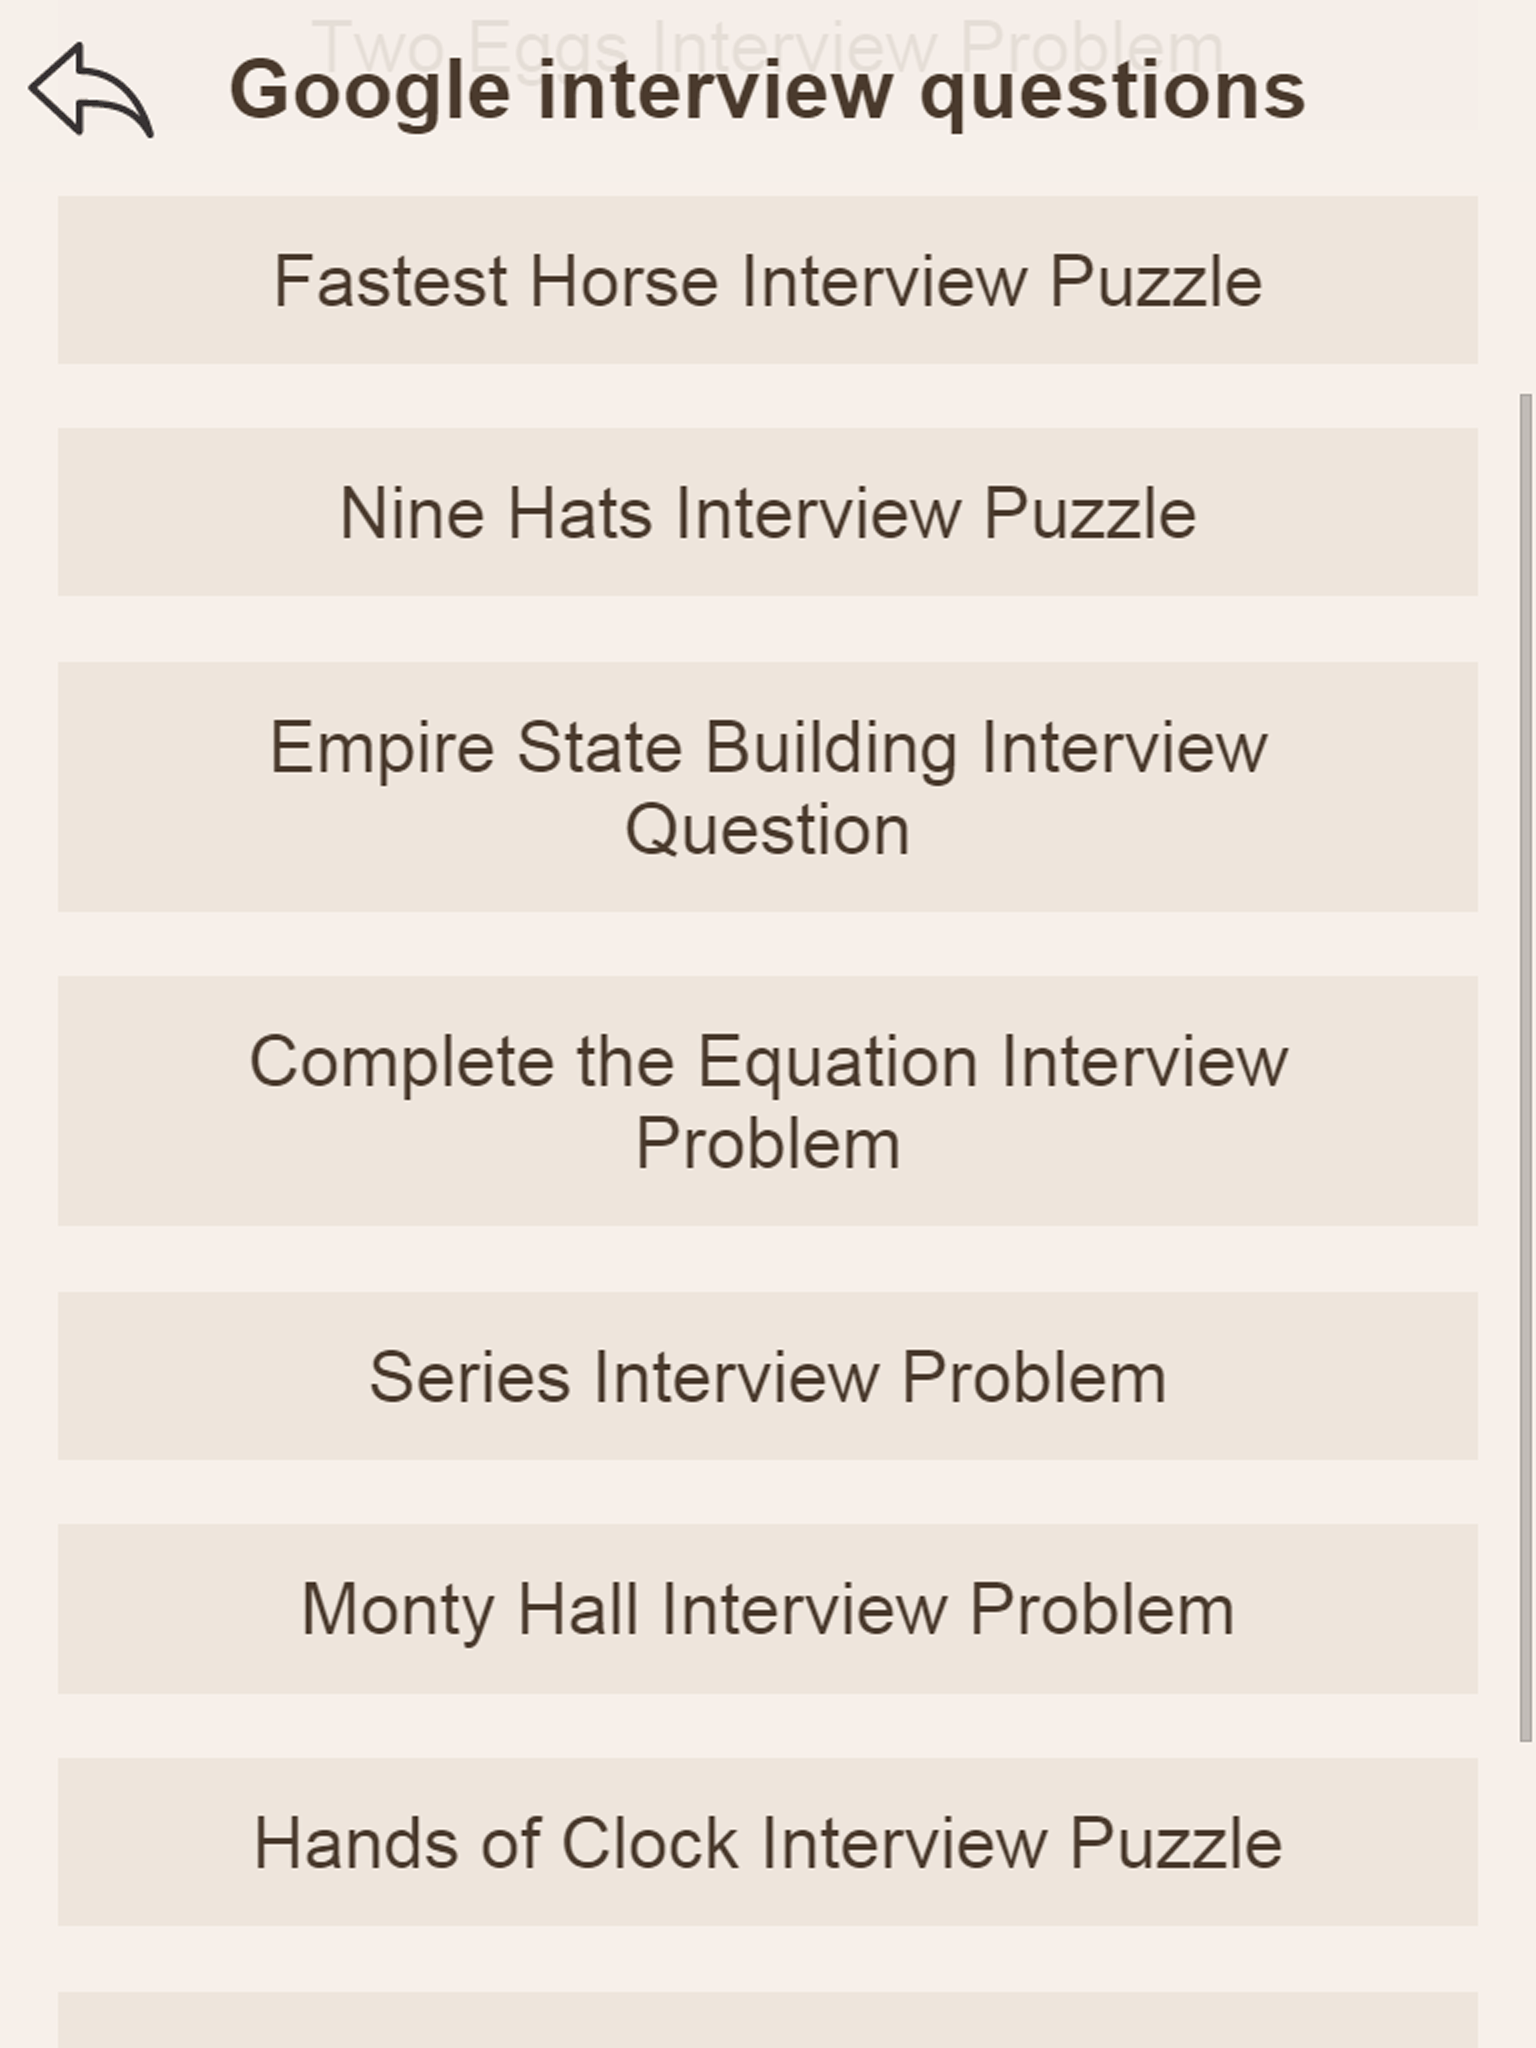 Two Eggs Interview Problem
Google interview questions
Fastest Horse Interview Puzzle
Nine Hats Interview Puzzle
Empire State Building Interview
Question
Complete the Equation Interview
Problem
Series Interview Problem
Monty Hall Interview Problem
Hands of Clock Interview Puzzle